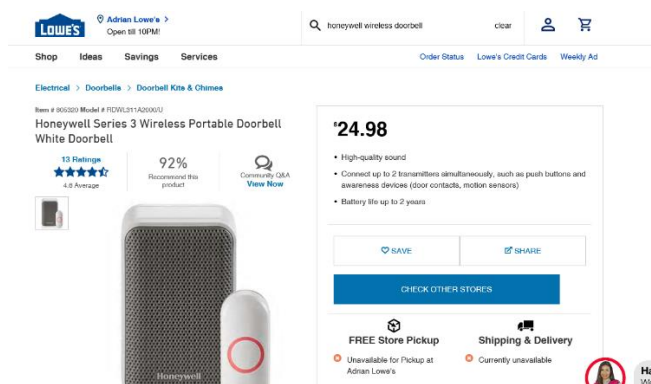 LOWE'S
Adrian Lowe's >
Open till 10PM!
honeywell wireless doorbell
clear
Shop Ideas Savings Services
Order Status Lowe's Credit Cards Weekly Ad
Electrical > Doorbells > Doorbell Kits & Chimes
Item # 905320 Model # RDWL311A2000/U
Honeywell Series 3 Wireless Portable Doorbell
White Doorbell
13 Ratings
4.8 Average
92%
Recommend this
product
Community Q&A
View Now
$24.98
• High-quality sound
• Connect up to 2 transmitters simultaneously, such as push buttons and
awareness devices (door contacts, motion sensors)
• Battery life up to 2 years
SAVE
SHARE
CHECK OTHER STORES
FREE Store Pickup
Unavailable for Pickup at
Adrian Lowe's
Shipping & Delivery
Currently unavailable
Honeywell